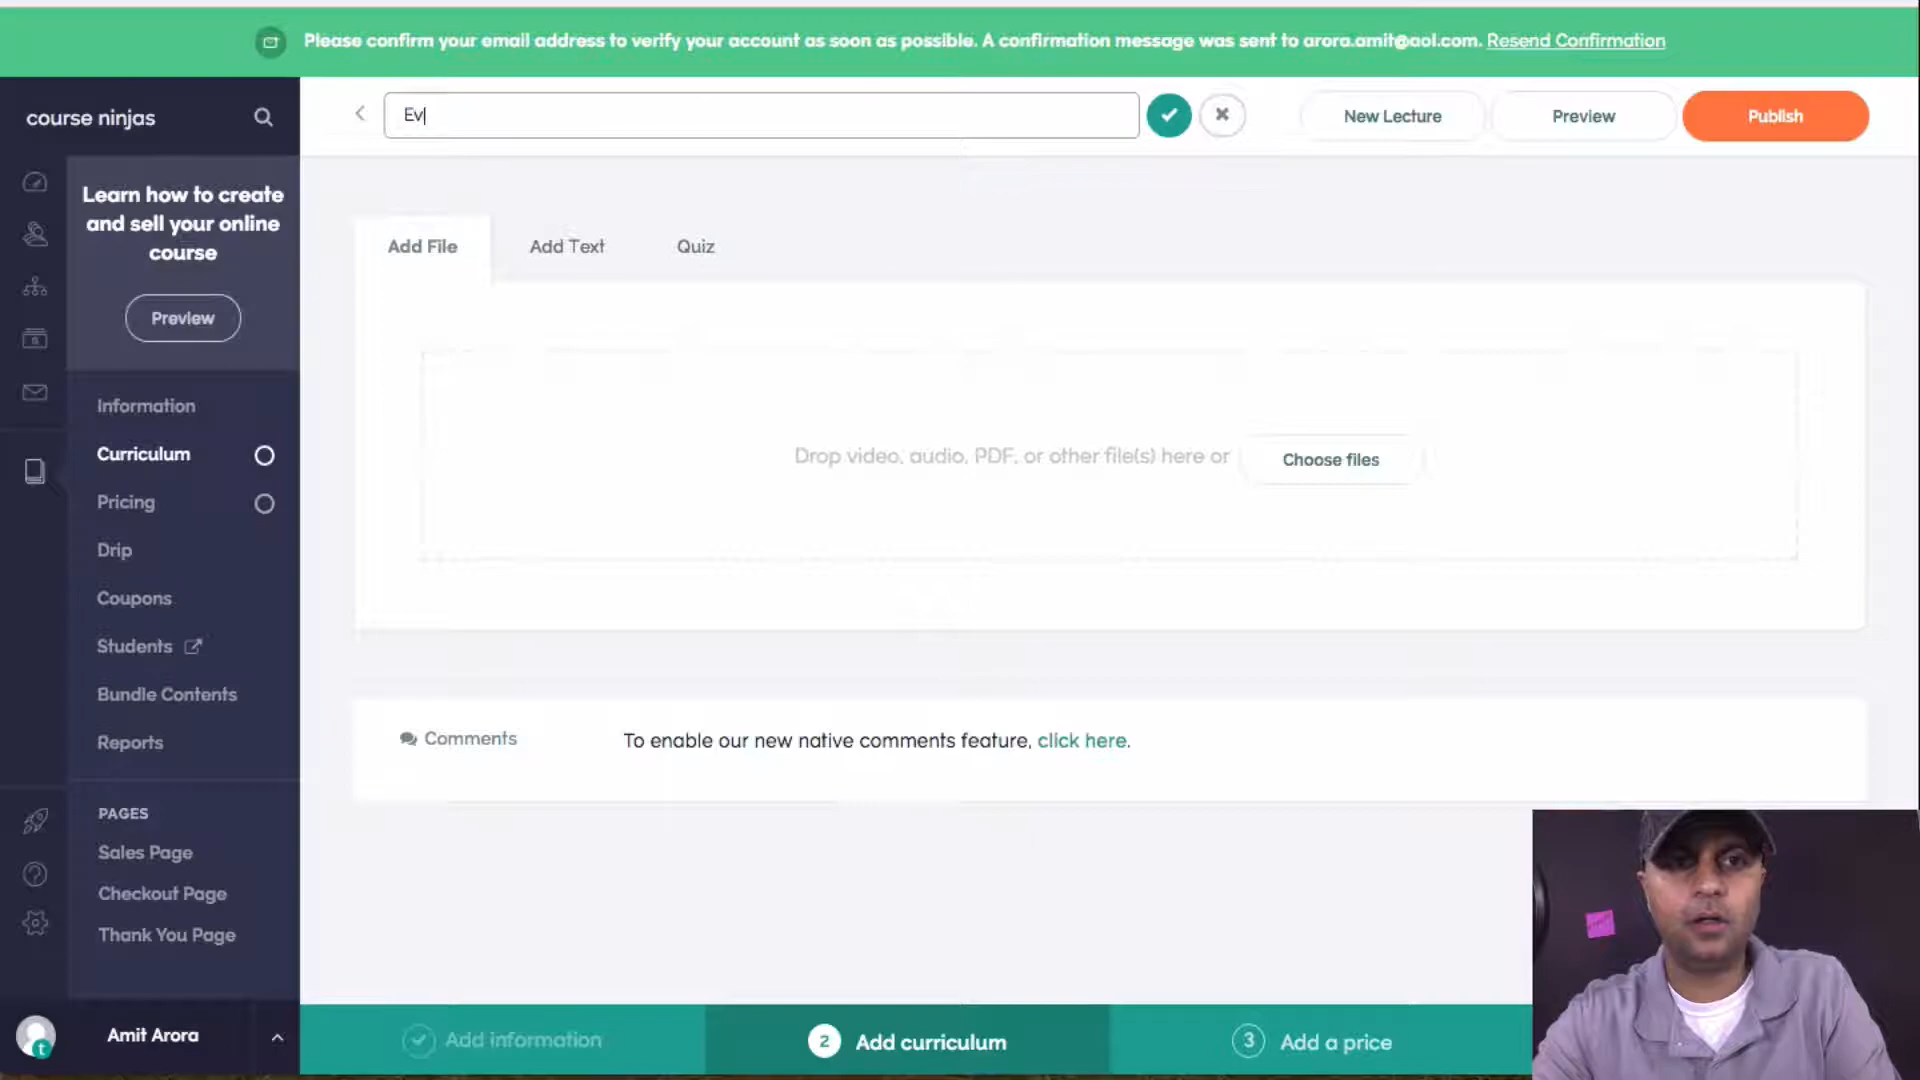 Please confirm your email address to verify your account as soon as possible. A confirmation message was sent to arora.amit@aol.com. Resend Confirmation
course ninjas
Ev
New Lecture
Preview
Publish
Learn how to create
and sell your online
course
Preview
Add File
Add Text
Quiz
Drop video, audio, PDF, or other file(s) here or
Choose files
Information
Curriculum
Pricing
Drip
Coupons
Students
Bundle Contents
Reports
Comments
To enable our new native comments feature, click here.
PAGES
Sales Page
Checkout Page
Thank You Page
t
Amit Arora
Add information
2 Add curriculum
3 Add a price